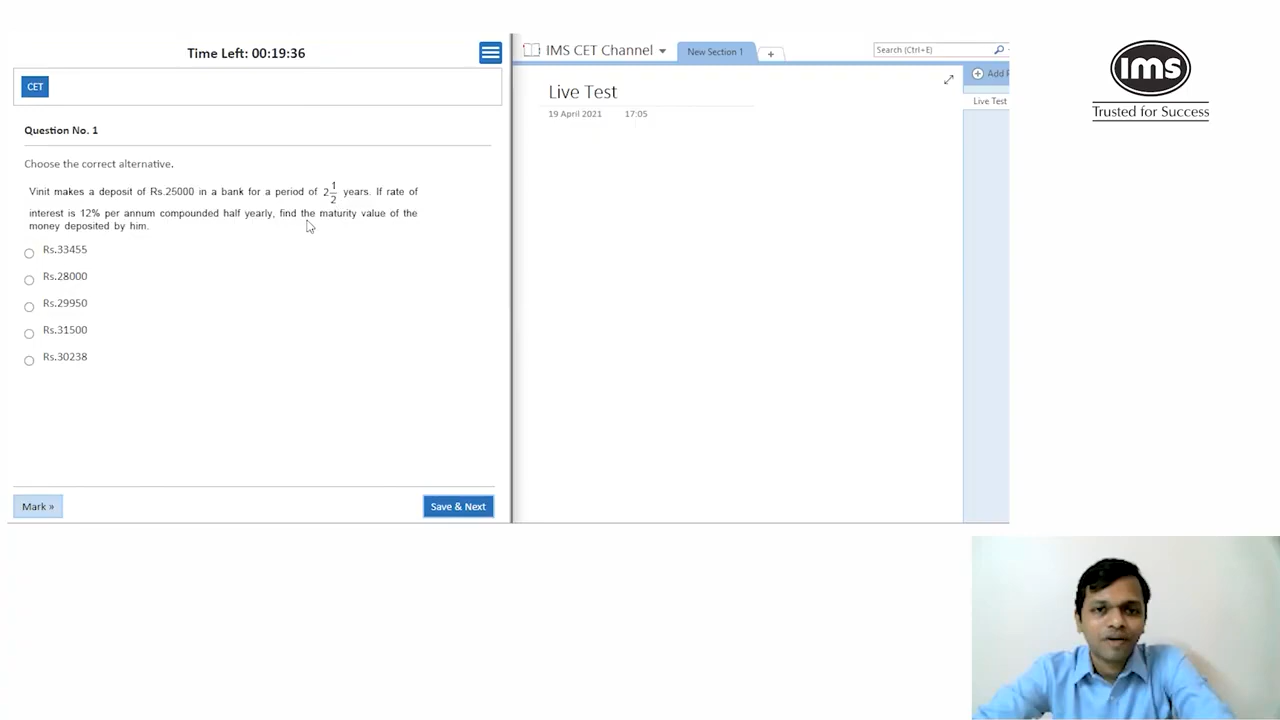 Time Left: 00:19:36
CET
Question No. 1
Choose the correct alternative.
Vinit makes a deposit of Rs.25000 in a bank for a period of 2 1/2 years. If rate of
interest is 12% per annum compounded half yearly, find the maturity value of the
money deposited by him.
Rs.33455
Rs.28000
Rs.29950
Rs.31500
Rs.30238
Mark »
Save & Next
IMS CET Channel
New Section 1
+
Search (Ctrl+E)
Live Test
19 April 2021 17:05
Add
Live Test
ims
Trusted for Success